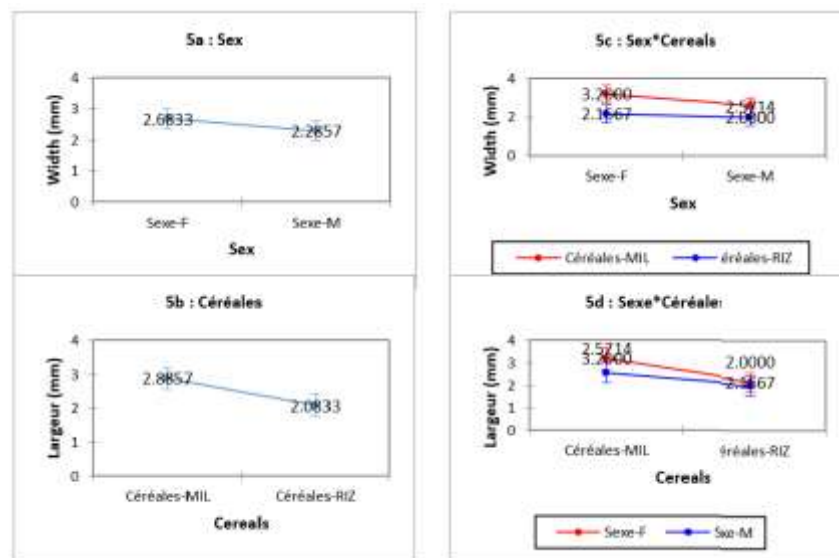 5a : Sex
Width (mm)
4
3
2
1
0
2.6833
2.2857
Sexe-F
Sexe-M
Sex
5c : Sex*Cereals
Width (mm)
4
2
0
3.2000
2.1667
2.5714
2.0000
Sexe-F
Sexe-M
Sex
Céréales-MIL
éréales-RIZ
5b : Céréales
Largeur (mm)
4
3
2
1
0
2.8857
2.0833
Céréales-MIL
Céréales-RIZ
Cereals
5d : Sexe*Céréale
Largeur (mm)
4
3
2
1
0
2.5714
3.2000
2.0000
2.1667
Céréales-MIL
éréales-RIZ
Cereals
Sexe-F
Sxe-M